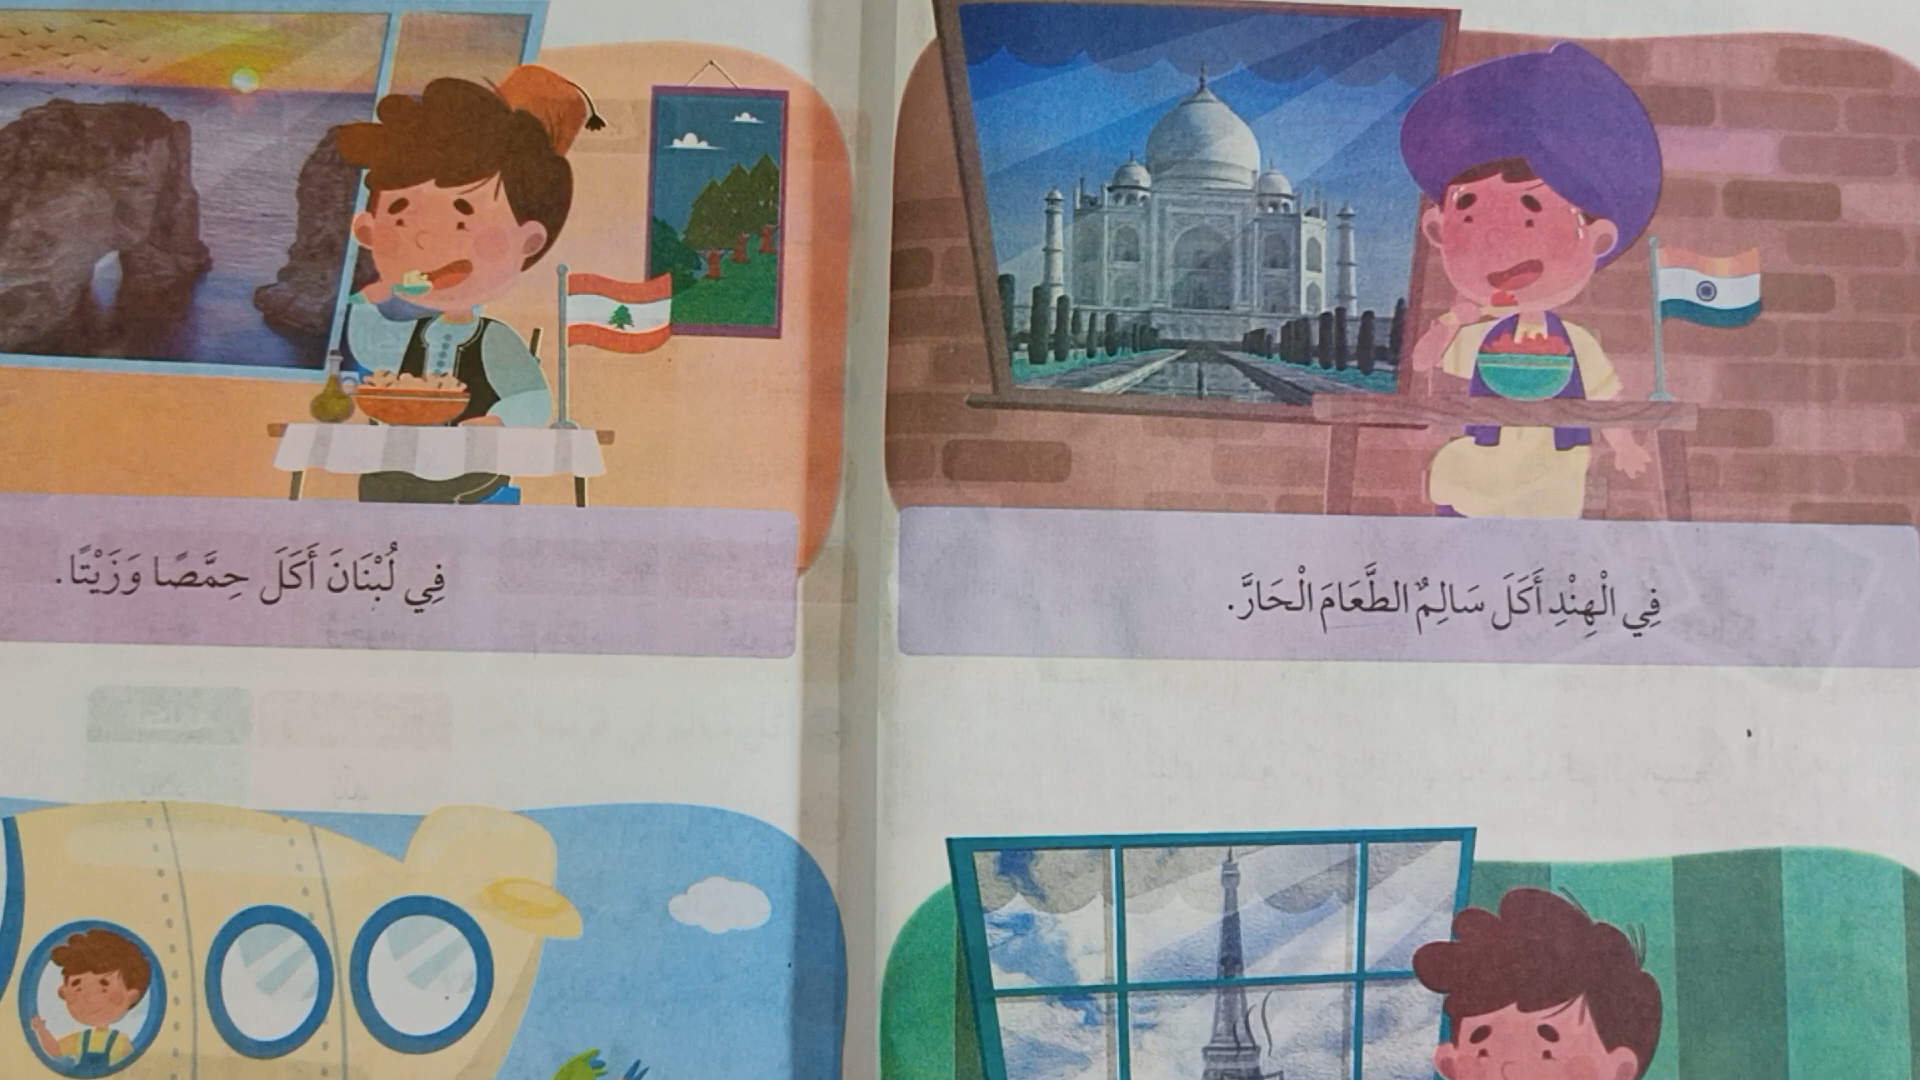 فِي الْهِنْدِ أَكَلَ سَالِمٌ الطَّعَامَ الْحَارَّ.
فِي لُبْنَانَ أَكَلَ حِمَّصًا وَزَيْتًا.